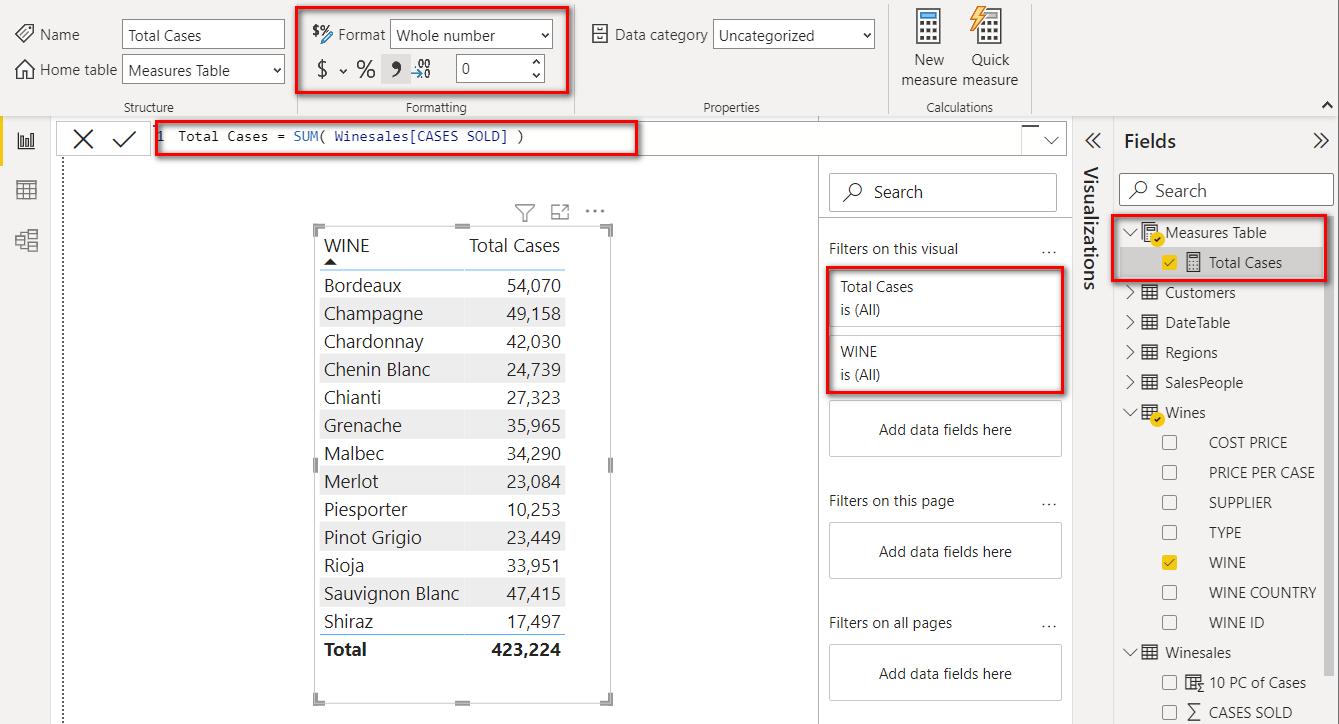 Name Total Cases
Home table Measures Table
Structure
$% Format Whole number
$ % , .00 0
Formatting
Data category Uncategorized
Properties
New measure
Quick measure
Calculations
1 Total Cases = SUM( Winesales[CASES SOLD] )
WINE Total Cases
Bordeaux 54,070
Champagne 49,158
Chardonnay 42,030
Chenin Blanc 24,739
Chianti 27,323
Grenache 35,965
Malbec 34,290
Merlot 23,084
Piesporter 10,253
Pinot Grigio 23,449
Rioja 33,951
Sauvignon Blanc 47,415
Shiraz 17,497
Total 423,224
Search
Filters on this visual ...
Total Cases
is (All)
WINE
is (All)
Add data fields here
Filters on this page ...
Add data fields here
Filters on all pages ...
Add data fields here
Visualizations
Fields
Search
Measures Table
Total Cases
Customers
DateTable
Regions
SalesPeople
Wines
COST PRICE
PRICE PER CASE
SUPPLIER
TYPE
WINE
WINE COUNTRY
WINE ID
Winesales
10 PC of Cases
CASES SOLD